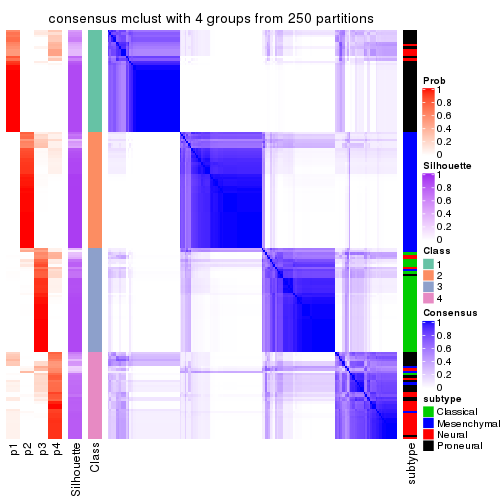 consensus mclust with 4 groups from 250 partitions
p1
p2
p3
p4
Silhouette
Class
subtype
Prob
1
0.8
0.6
0.4
0.2
0
Silhouette
1
0.8
0.6
0.4
0.2
0
Class
1
2
3
4
Consensus
1
0.8
0.6
0.4
0.2
0
subtype
Classical
Mesenchymal
Neural
Proneural